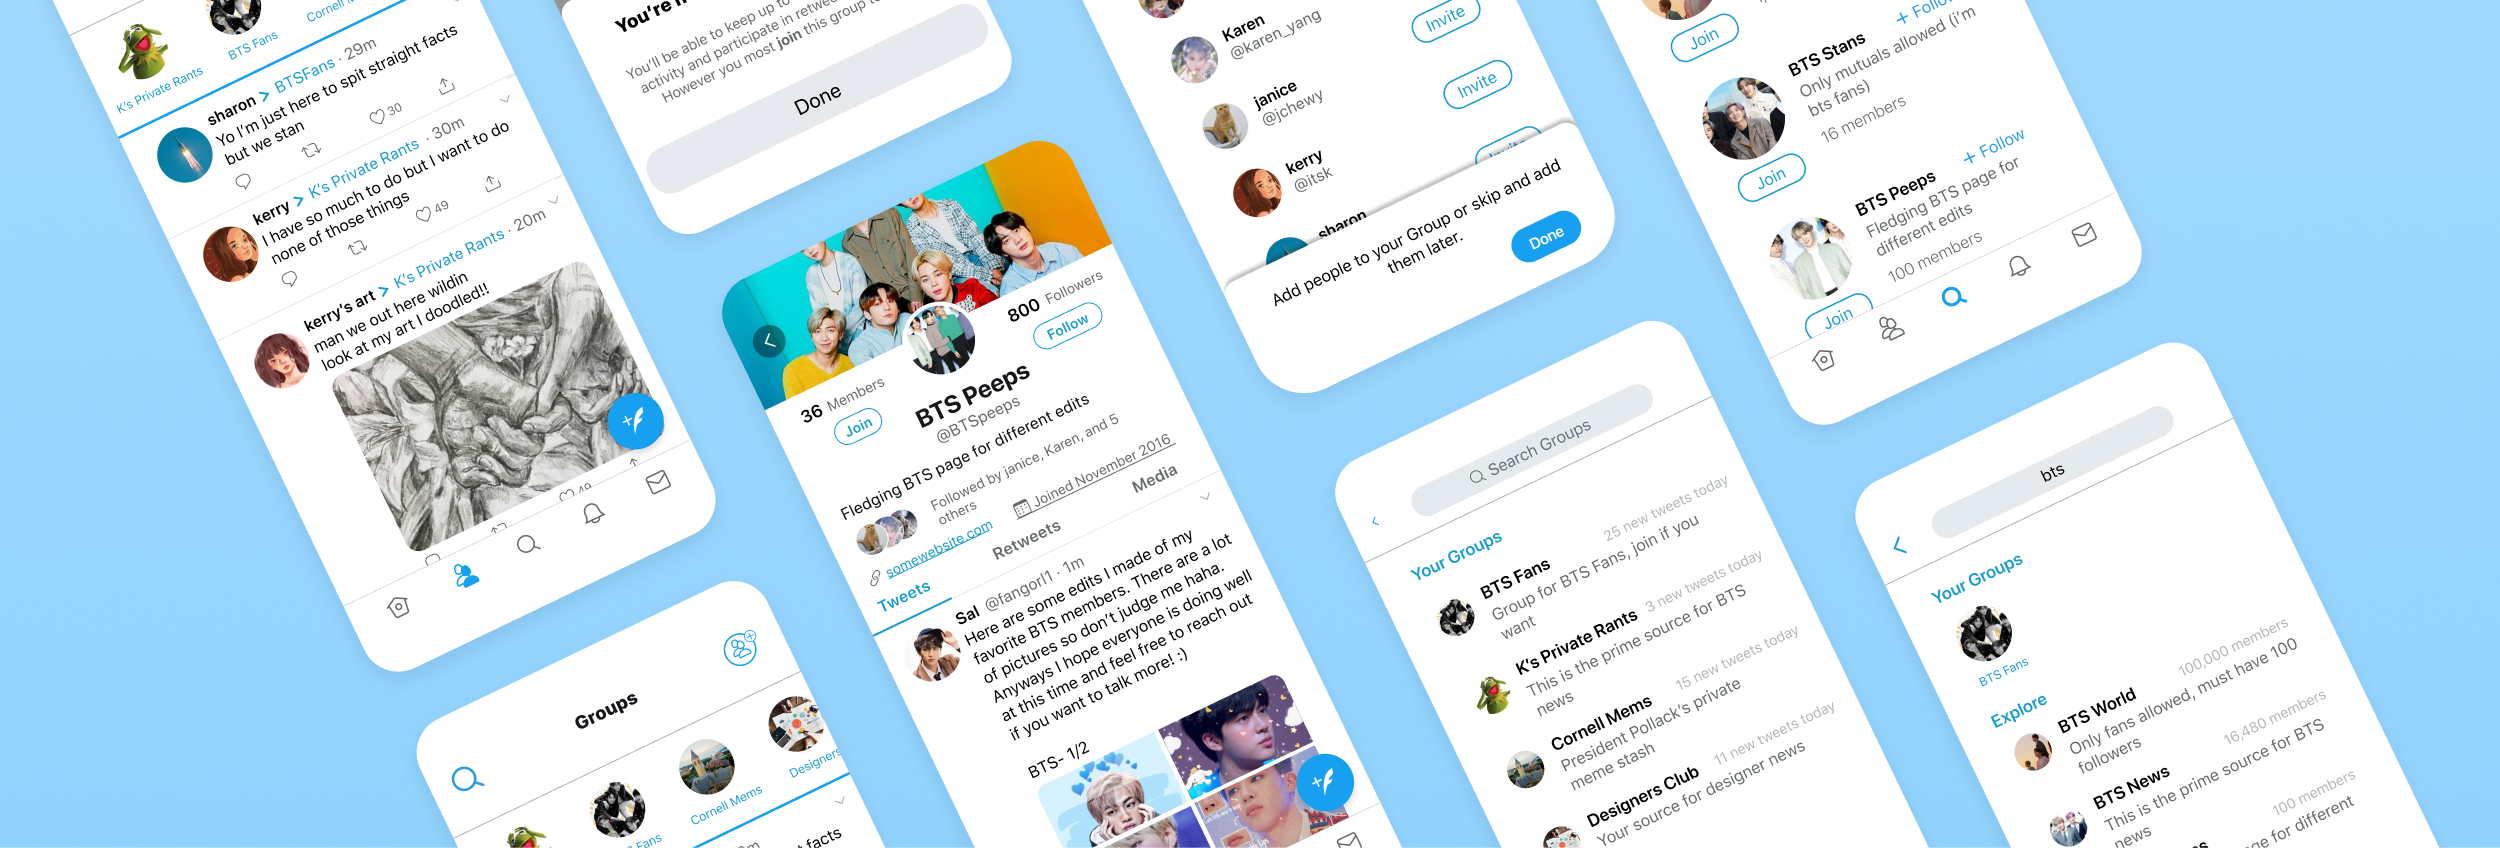 Cornell M
BTS Fans
K's Private Rants
sharon > BTSFans · 29m
Yo I'm just here to spit straight facts
but we stan
30
kerry > K's Private Rants · 30m
I have so much to do but I want to do
none of those things
49
kerry's art > K's Private Rants · 20m
man we out here wildin
look at my art I doodled!!
49
Groups
Fans
Cornell Mems
Designers
facts
You'll be able to keep up to
activity and participate in retwe
However you most join this group to
Done
800 Followers
Follow
36 Members
Join
BTS Peeps
@BTSpeeps
Fledging BTS page for different edits
Followed by janice, Karen, and 5
others
somewebsite.com
Joined November 2016
Tweets
Retweets
Media
Sal @fangorl1 · 1m
Here are some edits I made of my
favorite BTS members. There are a lot
of pictures so don't judge me haha.
Anyways I hope everyone is doing well
at this time and feel free to reach out
if you want to talk more! :)
BTS- 1/2
Karen
@karen_yang
Invite
janice
@jchewy
Invite
kerry
@itsk
Invite
sharon
Add people to your Group or skip and add
them later.
Done
Search Groups
Your Groups
BTS Fans
25 new tweets today
Group for BTS Fans, join if you
want
K's Private Rants
3 new tweets today
This is the prime source for BTS
news
Cornell Mems
15 new tweets today
President Pollack's private
meme stash
Designers Club
11 new tweets today
Your source for designer news
+ Follow
Join
BTS Stans
Only mutuals allowed (i'm
bts fans)
16 members
Join
+ Follow
BTS Peeps
Fledging BTS page for
different edits
100 members
Join
bts
Your Groups
BTS Fans
Explore
BTS World
100,000 members
Only fans allowed, must have 100
followers
BTS News
16,480 members
This is the prime source for BTS
news
100 members
ge for different